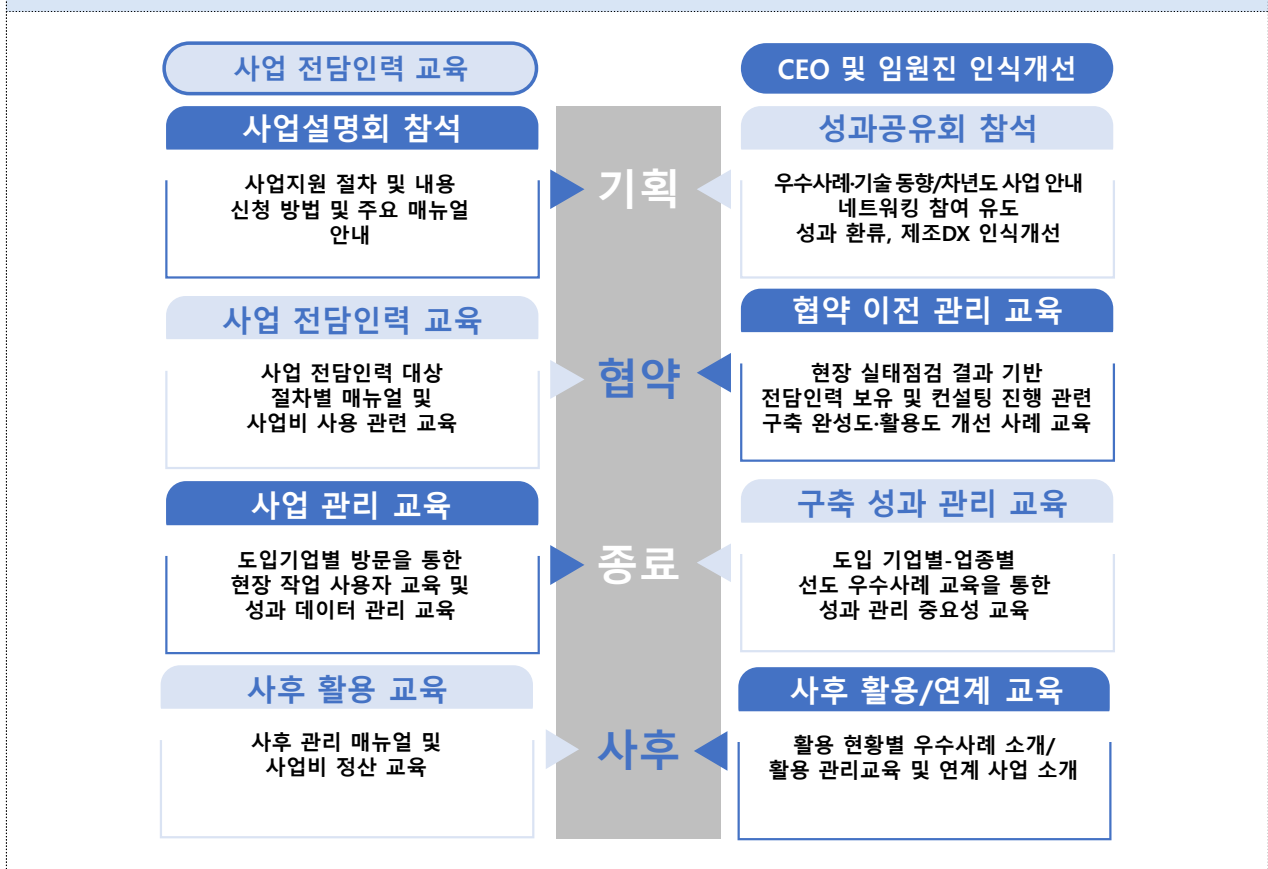 사업 전담인력 교육
CEO 및 임원진 인식개선
사업설명회 참석
사업지원 절차 및 내용
신청 방법 및 주요 매뉴얼
안내
기획
성과공유회 참석
우수사례·기술 동향/차년도 사업 안내
네트워킹 참여 유도
성과 환류, 제조DX 인식개선
사업 전담인력 교육
사업 전담인력 대상
절차별 매뉴얼 및
사업비 사용 관련 교육
협약
협약 이전 관리 교육
현장 실태점검 결과 기반
전담인력 보유 및 컨설팅 진행 관련
구축 완성도·활용도 개선 사례 교육
사업 관리 교육
도입기업별 방문을 통한
현장 작업 사용자 교육 및
성과 데이터 관리 교육
종료
구축 성과 관리 교육
도입 기업별-업종별
선도 우수사례 교육을 통한
성과 관리 중요성 교육
사후 활용 교육
사후 관리 매뉴얼 및
사업비 정산 교육
사후
사후 활용/연계 교육
활용 현황별 우수사례 소개/
활용 관리교육 및 연계 사업 소개